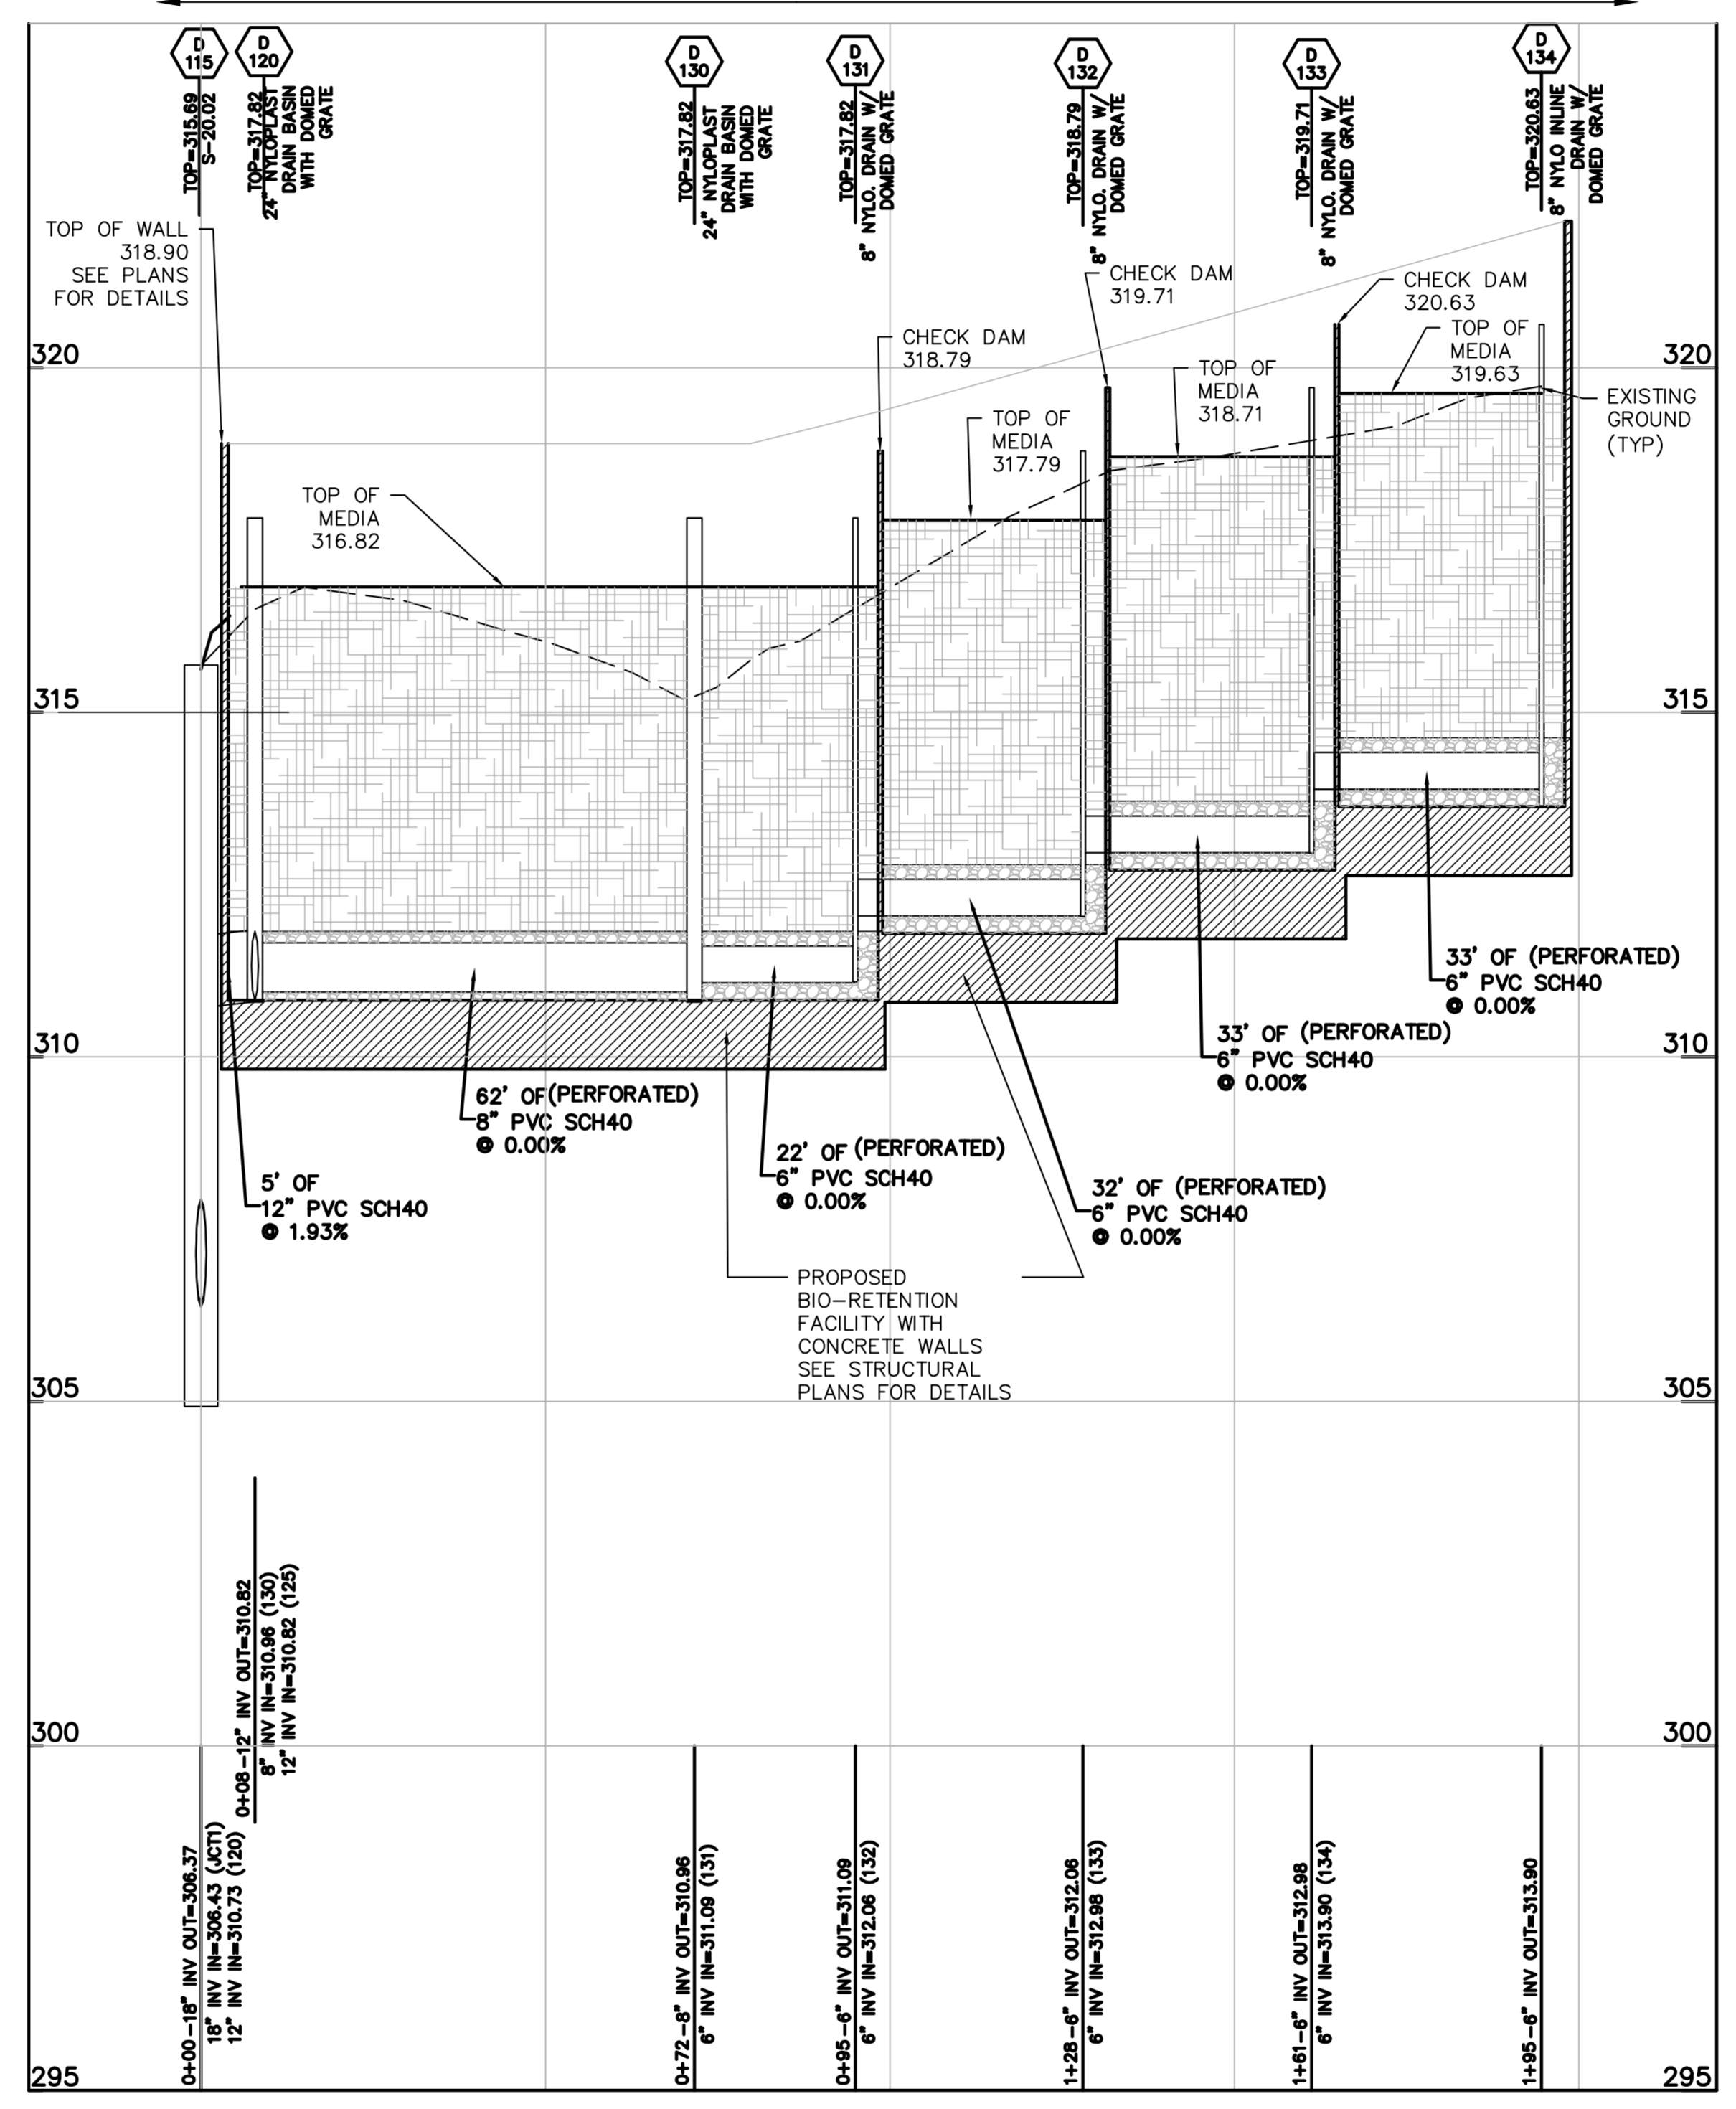 D
115
TOP=315.69
S-20.02
D
120
TOP=317.82
24" NYLOPLAST
DRAIN BASIN
WITH DOMED
GRATE
D
130
TOP=317.82
24" NYLOPLAST
DRAIN BASIN
WITH DOMED
GRATE
D
131
TOP=317.82
8" NYLO. DRAIN W/
DOMED GRATE
D
132
TOP=318.79
8" NYLO. DRAIN W/
DOMED GRATE
D
133
TOP=319.71
8" NYLO. DRAIN W/
DOMED GRATE
D
134
TOP=320.63
8" NYLO INLINE
DRAIN W/
DOMED GRATE
TOP OF WALL
318.90
SEE PLANS
FOR DETAILS
CHECK DAM
318.79
CHECK DAM
319.71
CHECK DAM
320.63
TOP OF
MEDIA
316.82
TOP OF
MEDIA
317.79
TOP OF
MEDIA
318.71
TOP OF
MEDIA
319.63
EXISTING
GROUND
(TYP)
320
320
315
315
310
310
305
305
300
300
295
295
5' OF
12" PVC SCH40
@ 1.93%
62' OF(PERFORATED)
8" PVC SCH40
@ 0.00%
22' OF (PERFORATED)
6" PVC SCH40
@ 0.00%
32' OF (PERFORATED)
6" PVC SCH40
@ 0.00%
33' OF (PERFORATED)
6" PVC SCH40
@ 0.00%
33' OF (PERFORATED)
6" PVC SCH40
@ 0.00%
PROPOSED
BIO-RETENTION
FACILITY WITH
CONCRETE WALLS
SEE STRUCTURAL
PLANS FOR DETAILS
0+00-18" INV OUT=306.37
18" INV IN=306.43 (JCT1)
12" INV IN=310.73 (120)
0+08-12" INV OUT=310.82
8" INV IN=310.96 (130)
12" INV IN=310.82 (125)
0+72-8" INV OUT=310.96
6" INV IN=311.09 (131)
0+95-6" INV OUT=311.09
6" INV IN=312.06 (132)
1+28-6" INV OUT=312.06
6" INV IN=312.98 (133)
1+61-6" INV OUT=312.98
6" INV IN=313.90 (134)
1+95-6" INV OUT=313.90